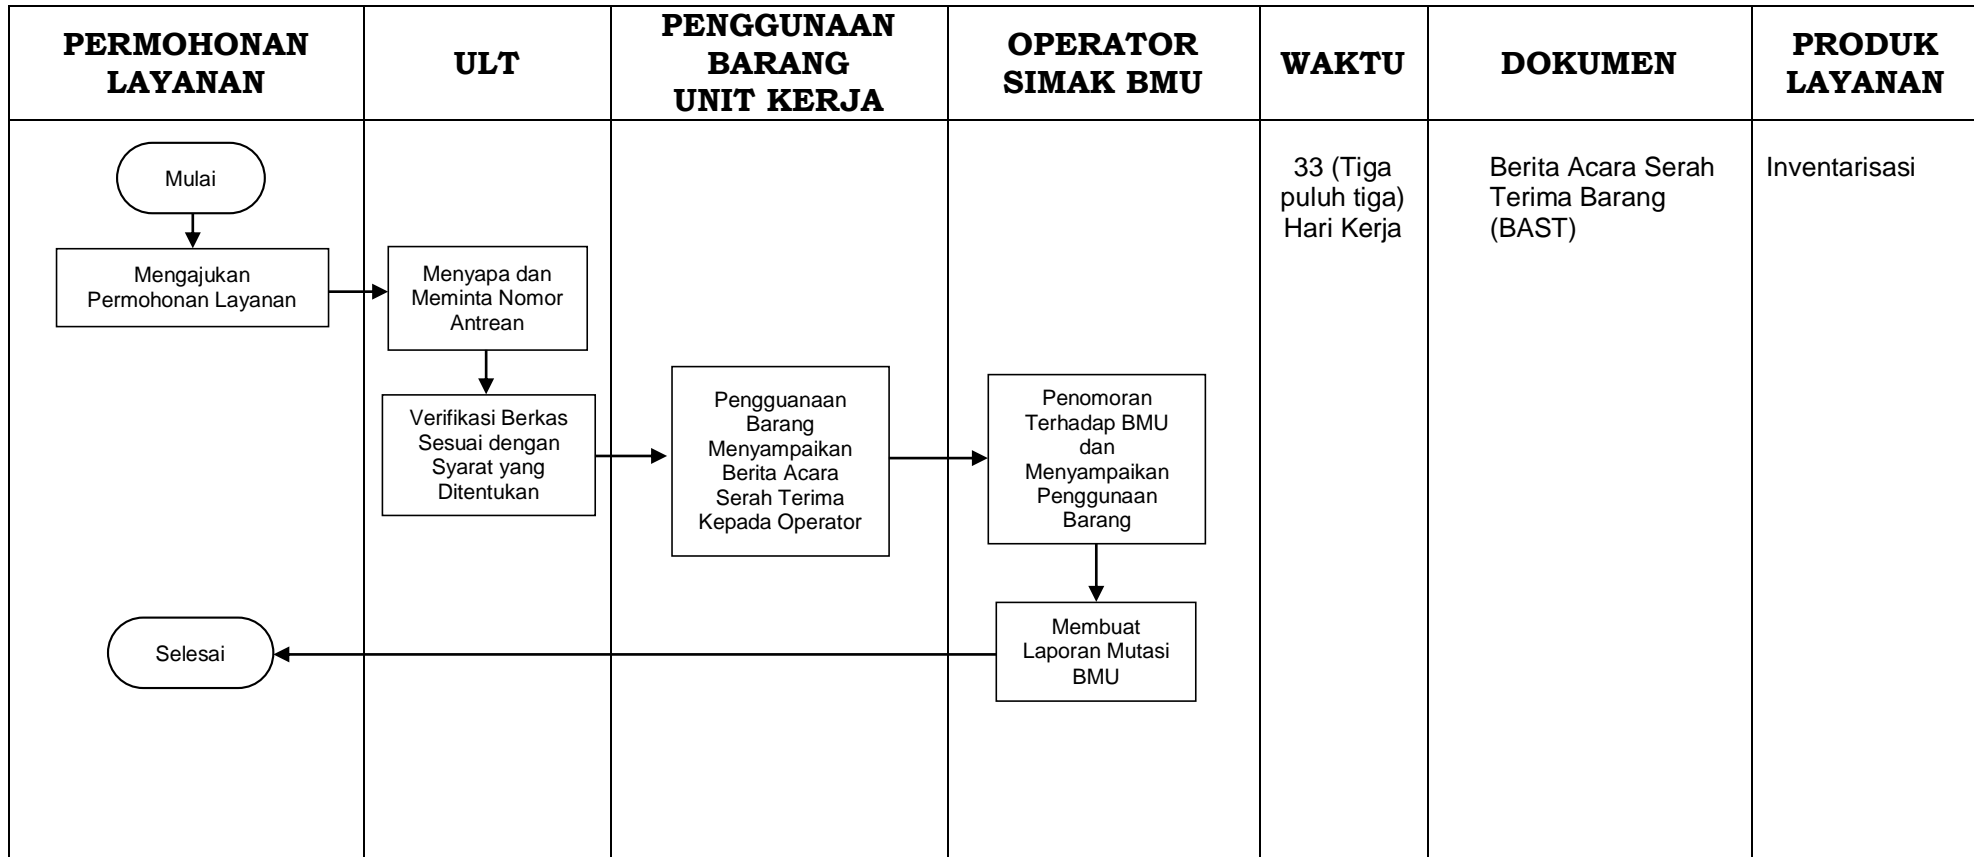 PERMOHONAN
LAYANAN
ULT
PENGGUNAAN
BARANG
UNIT KERJA
OPERATOR
SIMAK BMU
WAKTU
DOKUMEN
PRODUK
LAYANAN
Mulai
Mengajukan
Permohonan Layanan
Menyapa dan
Meminta Nomor
Antrean
Verifikasi Berkas
Sesuai dengan
Syarat yang
Ditentukan
Pengguanaan
Barang
Menyampaikan
Berita Acara
Serah Terima
Kepada Operator
Penomoran
Terhadap BMU
dan
Menyampaikan
Penggunaan
Barang
Membuat
Laporan Mutasi
BMU
Selesai
33 (Tiga
puluh tiga)
Hari Kerja
Berita Acara Serah
Terima Barang
(BAST)
Inventarisasi